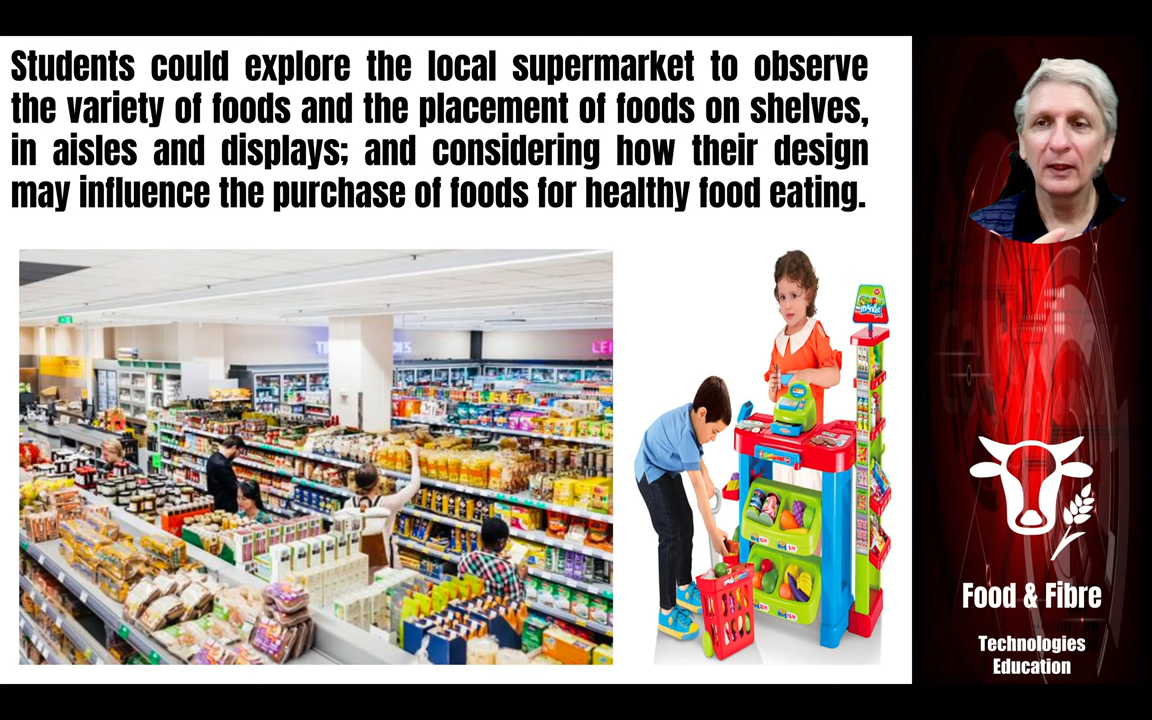 Students could explore the local supermarket to observe
the variety of foods and the placement of foods on shelves,
in aisles and displays; and considering how their design
may influence the purchase of foods for healthy food eating.
Food & Fibre
Technologies
Education